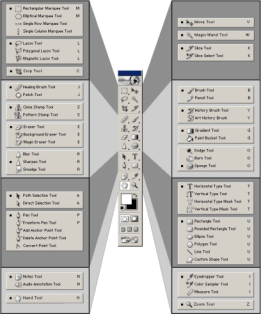 Rectangular Marquee Tool M
Elliptical Marquee Tool M
Single Row Marquee Tool
Single Column Marquee Tool
Lasso Tool L
Polygonal Lasso Tool L
Magnetic Lasso Tool L
Crop Tool C
Healing Brush Tool J
Patch Tool J
Clone Stamp Tool S
Pattern Stamp Tool S
Eraser Tool E
Background Eraser Tool E
Magic Eraser Tool E
Blur Tool R
Sharpen Tool R
Smudge Tool R
Path Selection Tool A
Direct Selection Tool A
Pen Tool P
Freeform Pen Tool P
Add Anchor Point Tool
Delete Anchor Point Tool
Convert Point Tool
Notes Tool N
Audio Annotation Tool N
Hand Tool H
Move Tool V
Magic Wand Tool W
Slice Tool K
Slice Select Tool K
Brush Tool B
Pencil Tool B
History Brush Tool Y
Art History Brush Y
Gradient Tool G
Paint Bucket Tool G
Dodge Tool O
Burn Tool O
Sponge Tool O
Horizontal Type Tool T
Vertical Type Tool T
Horizontal Type Mask Tool T
Vertical Type Mask Tool T
Rectangle Tool U
Rounded Rectangle Tool U
Ellipse Tool U
Polygon Tool U
Line Tool U
Custom Shape Tool U
Eyedropper Tool I
Color Sampler Tool I
Measure Tool I
Zoom Tool Z